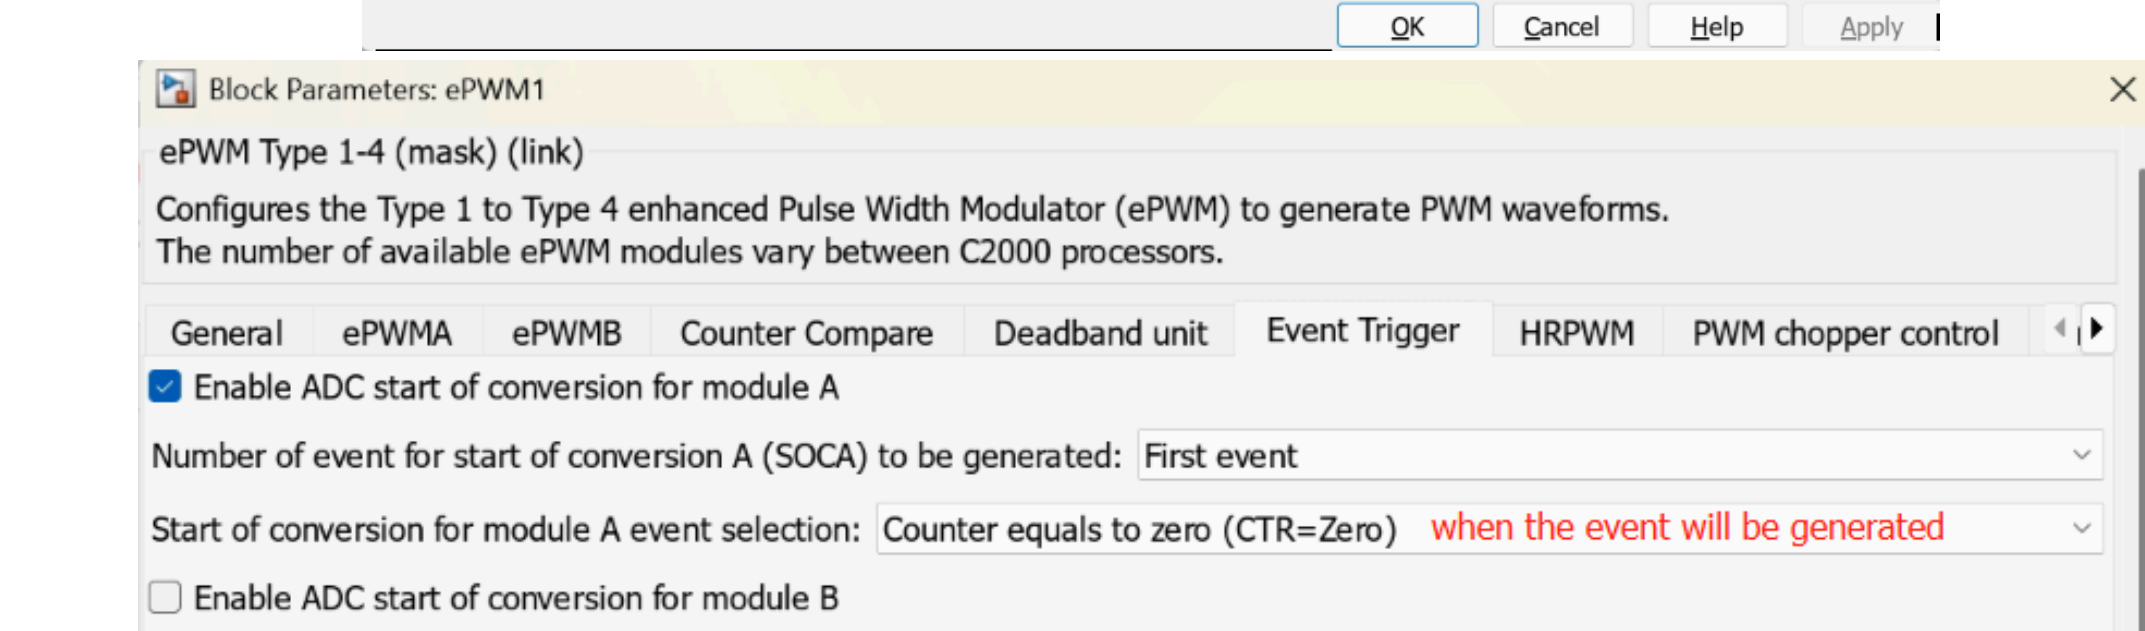 OK Cancel Help Apply
Block Parameters: ePWM1
ePWM Type 1-4 (mask) (link)
Configures the Type 1 to Type 4 enhanced Pulse Width Modulator (ePWM) to generate PWM waveforms.
The number of available ePWM modules vary between C2000 processors.
General ePWMA ePWMB Counter Compare Deadband unit Event Trigger HRPWM PWM chopper control
Enable ADC start of conversion for module A
Number of event for start of conversion A (SOCA) to be generated: First event
Start of conversion for module A event selection: Counter equals to zero (CTR=Zero) when the event will be generated
Enable ADC start of conversion for module B